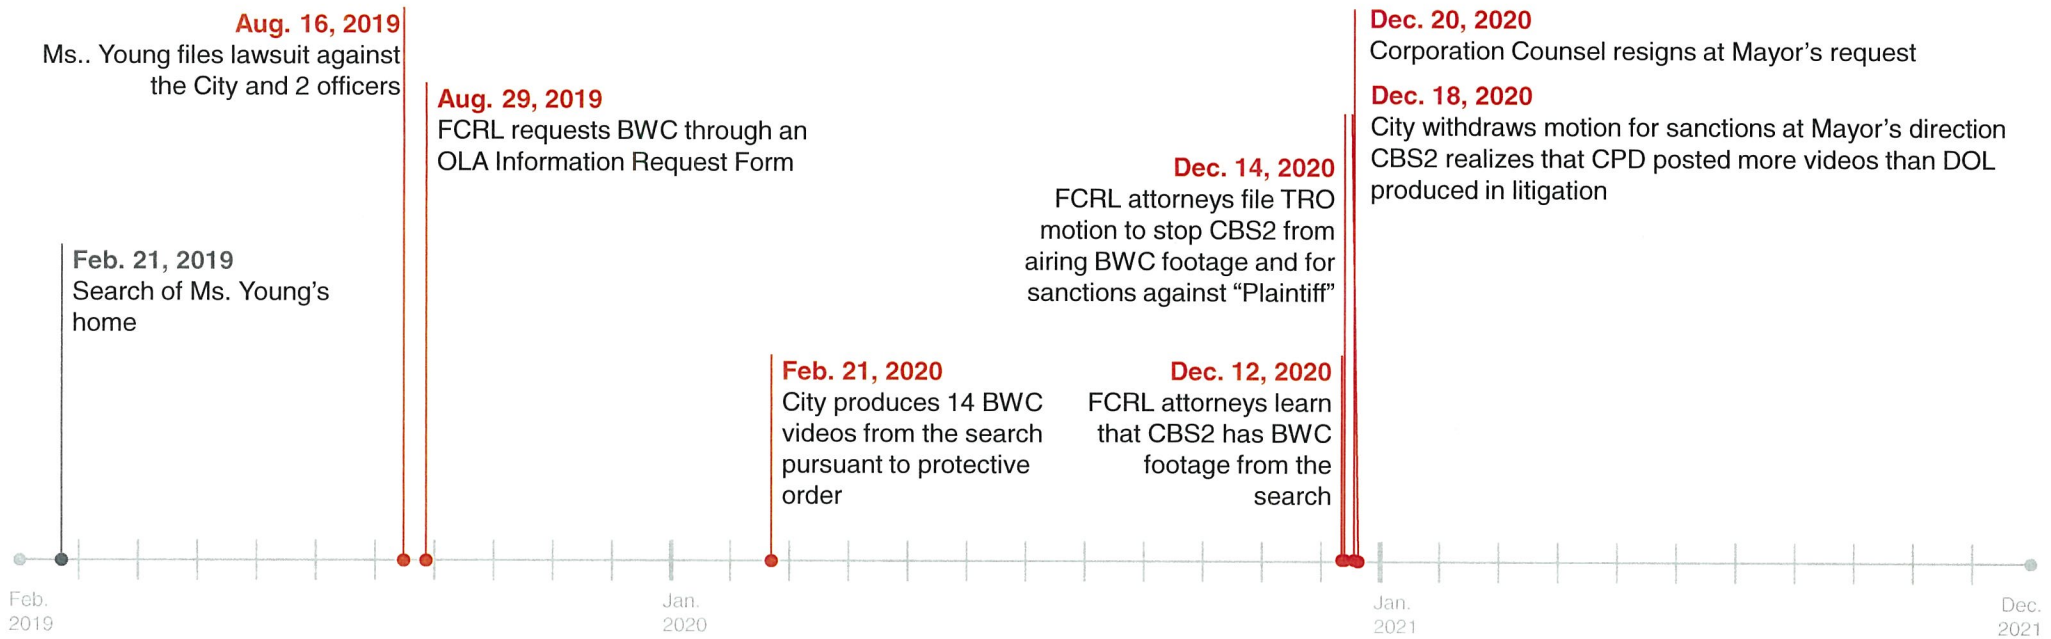 Aug. 16, 2019
Ms.. Young files lawsuit against
the City and 2 officers
Aug. 29, 2019
FCRL requests BWC through an
OLA Information Request Form
Feb. 21, 2019
Search of Ms. Young's
home
Feb. 21, 2020
City produces 14 BWC
videos from the search
pursuant to protective
order
Dec. 12, 2020
FCRL attorneys learn
that CBS2 has BWC
footage from the
search
Dec. 14, 2020
FCRL attorneys file TRO
motion to stop CBS2 from
airing BWC footage and for
sanctions against “Plaintiff”
Dec. 20, 2020
Corporation Counsel resigns at Mayor's request
Dec. 18, 2020
City withdraws motion for sanctions at Mayor's direction
CBS2 realizes that CPD posted more videos than DOL
produced in litigation
Feb.
2019
Jan.
2020
Jan.
2021
Dec.
2021